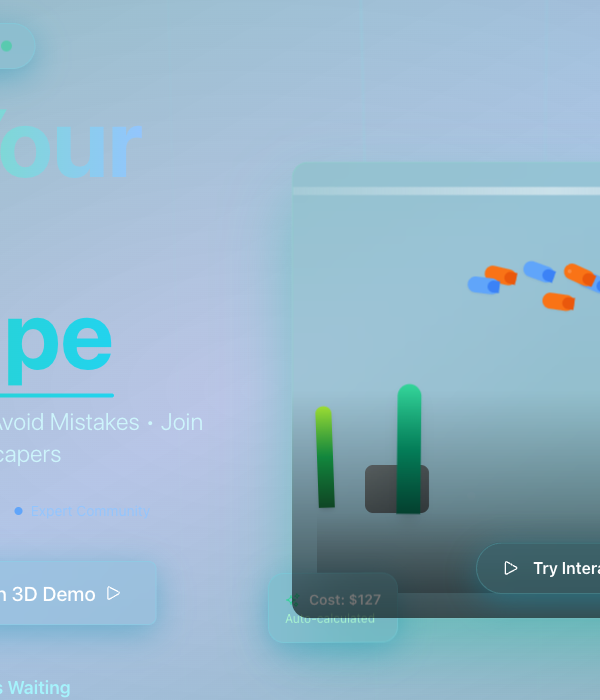 Your
pe
Avoid Mistakes • Join
capers
Expert Community
n 3D Demo
Try Intera
Cost: $127
Auto-calculated
s Waiting